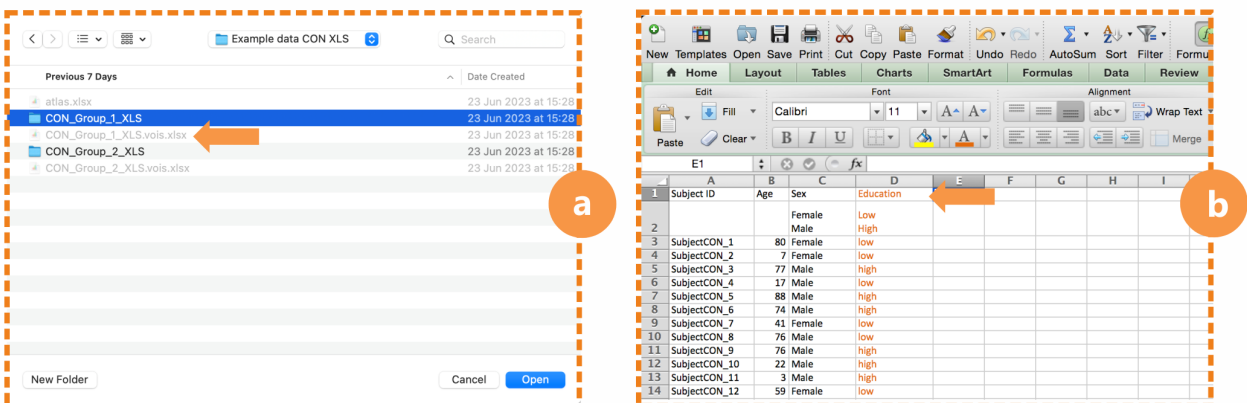 Example data CON XLS
Search
Previous 7 Days
Date Created
atlas.xlsx 23 Jun 2023 at 15:28
CON_Group_1_XLS 23 Jun 2023 at 15:28
CON_Group_1_XLS.vois.xlsx 23 Jun 2023 at 15:28
CON_Group_2_XLS 23 Jun 2023 at 15:28
CON_Group_2_XLS.vois.xlsx 23 Jun 2023 at 15:28
New Folder
Cancel
Open
a
New Templates Open Save Print Cut Copy Paste Format Undo Redo AutoSum Sort Filter Formu
Home Layout Tables Charts SmartArt Formulas Data Review
Edit Font Alignment
Fill Calibri 11 A A abc Wrap Text
Paste Clear B I U A Merge
E1 fx
A B C D E F G H I
1 Subject ID Age Sex Education
Female Low
2 Male High
3 SubjectCON_1 80 Female low
4 SubjectCON_2 7 Female low
5 SubjectCON_3 77 Male high
6 SubjectCON_4 17 Male low
7 SubjectCON_5 88 Male high
8 SubjectCON_6 74 Male high
9 SubjectCON_7 41 Female low
10 SubjectCON_8 76 Male low
11 SubjectCON_9 76 Male high
12 SubjectCON_10 22 Male high
13 SubjectCON_11 3 Male high
14 SubjectCON_12 59 Female low
b